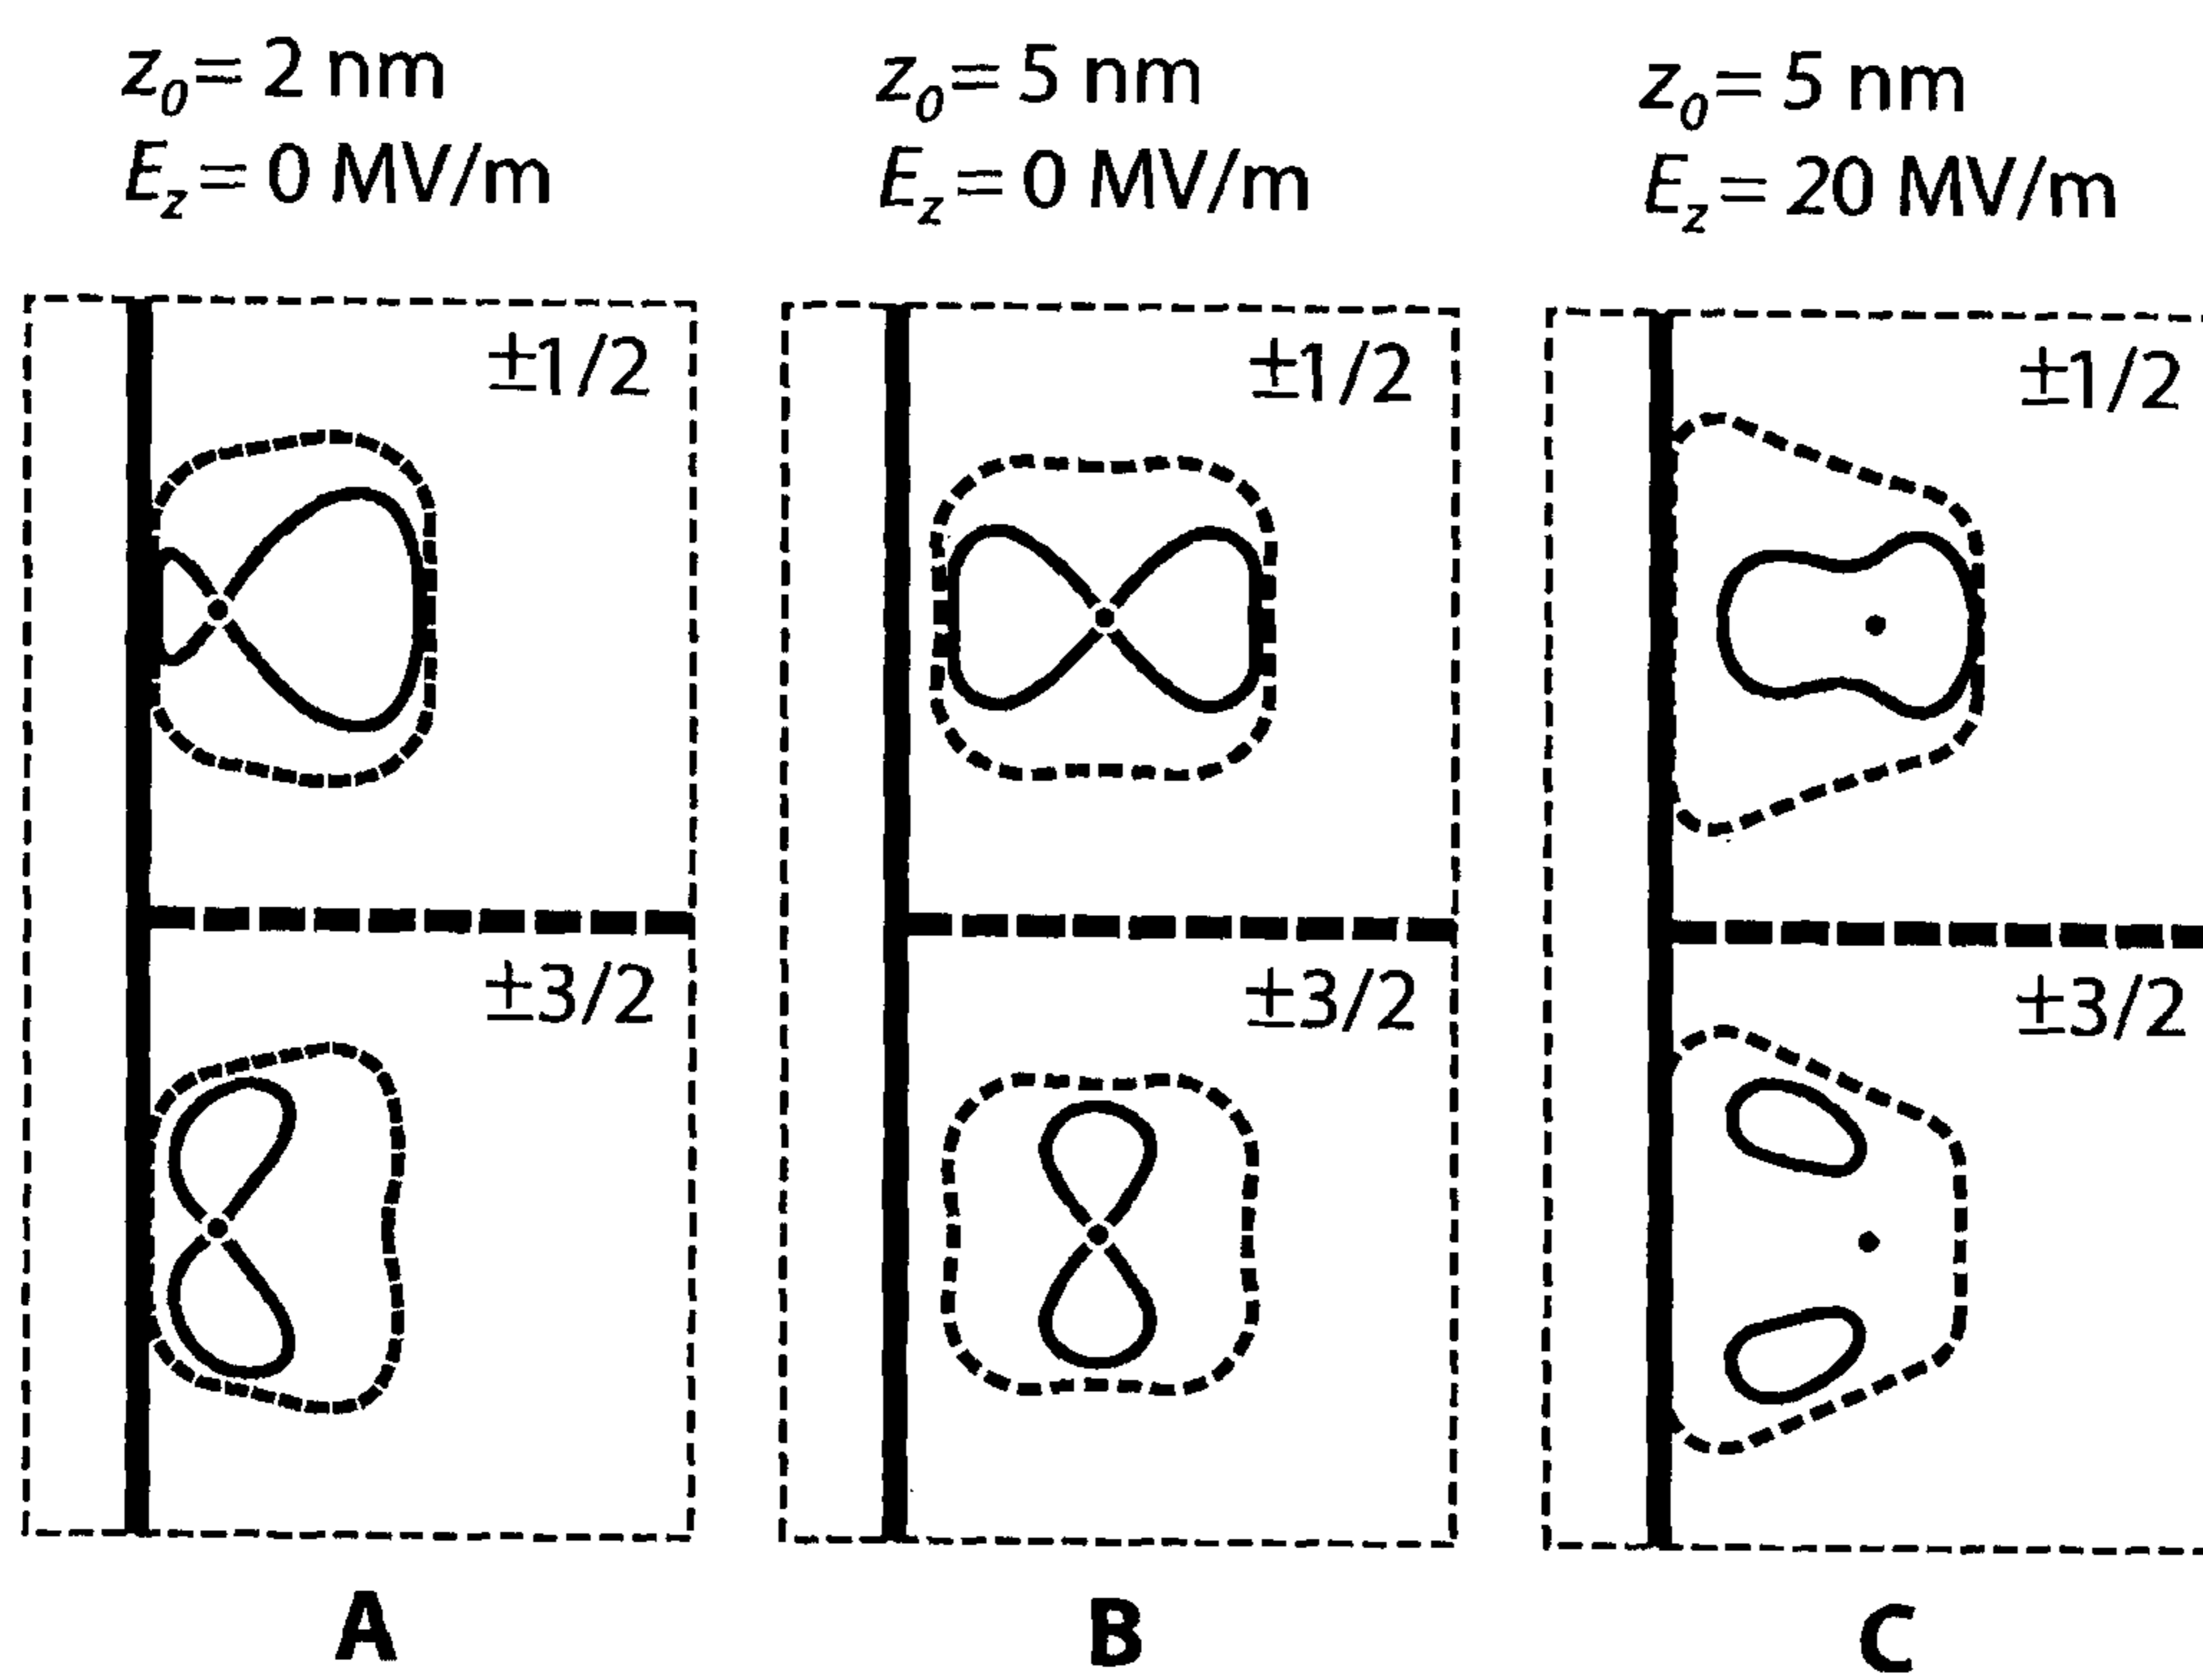 z0= 2 nm
Ez= 0 MV/m
z0= 5 nm
Ez= 0 MV/m
z0= 5 nm
Ez= 20 MV/m
±1/2
±1/2
±1/2
±3/2
±3/2
±3/2
A
B
C